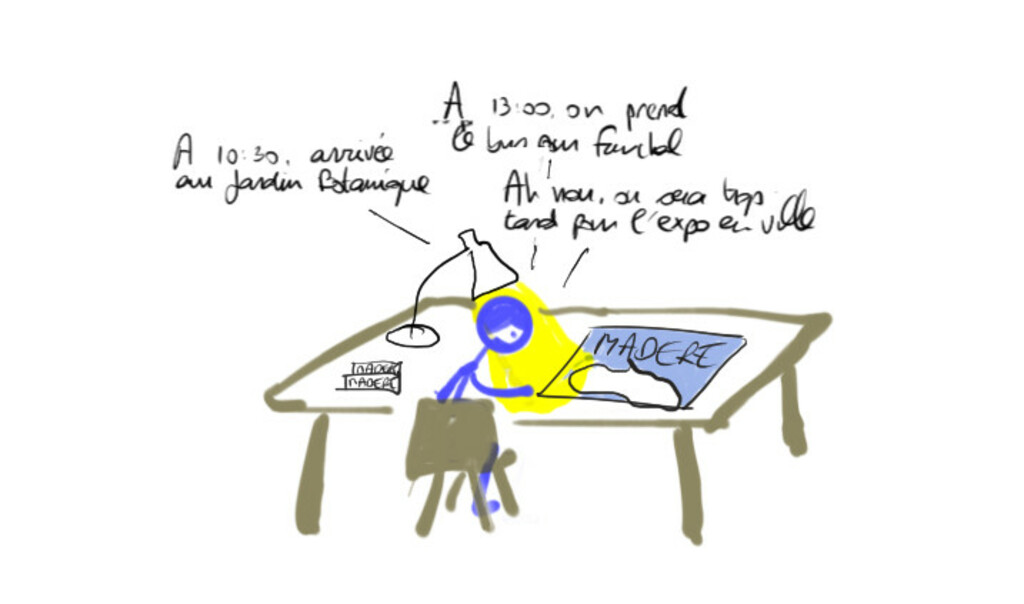 A 10:30, arrivée
au Jardin Botanique
A 13:00, on prend
le bus pour Funchal
Ah non, on sera trop
tard pour l'expo en ville
MADERE
MADERE
MADERE